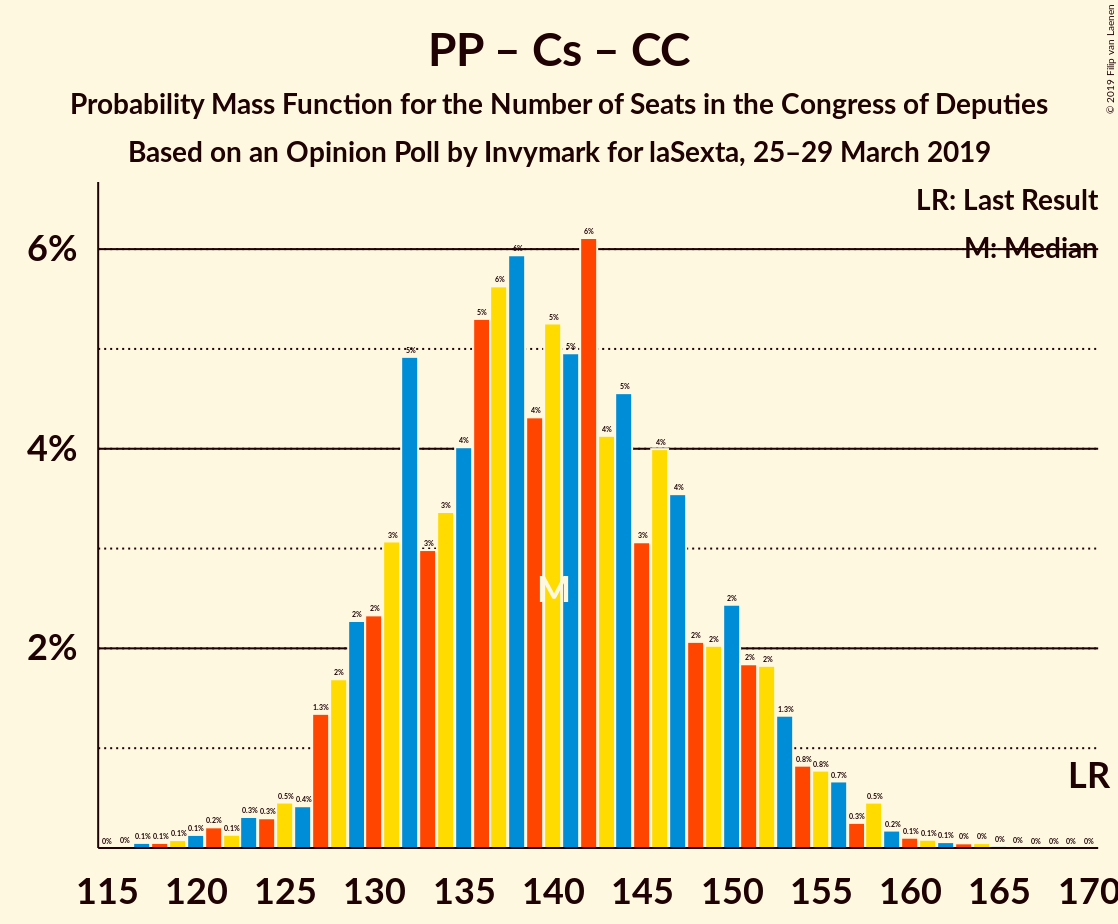 PP – Cs – CC
Probability Mass Function for the Number of Seats in the Congress of Deputies
Based on an Opinion Poll by Invymark for laSexta, 25–29 March 2019
© 2019 Filip van Laenen
LR: Last Result
M: Median
6%
4%
2%
0% 0% 0.1% 0.1% 0.1% 0.1% 0.2% 0.1% 0.3% 0.3% 0.5% 0.4% 1.3% 2% 2% 2% 3% 5% 3% 3% 4% 5% 6% 6% 4% 5% 5% 6% 4% 5% 3% 4% 4% 2% 2% 2% 2% 2% 1.3% 0.8% 0.8% 0.7% 0.3% 0.5% 0.2% 0.1% 0.1% 0.1% 0% 0% 0% 0% 0% 0% 0% 0%
M
LR
115 120 125 130 135 140 145 150 155 160 165 170